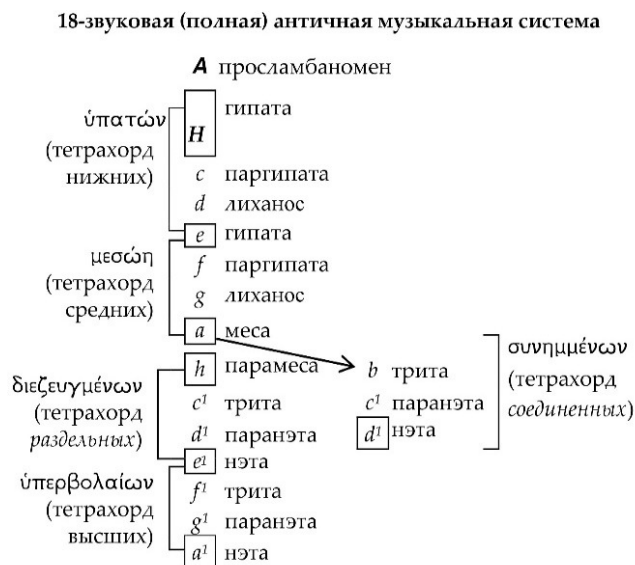 18-звуковая (полная) античная музыкальная система
A просламбаномен
ὑπατών
(тетрахорд
нижних)
H гипата
c паргипата
d лиханос
e гипата
μεσώη
(тетрахорд
средних)
f паргипата
g лиханос
a меса
διεζευγμένων
(тетрахорд
раздельных)
h парамеса
c¹ трита
d¹ паранэта
e¹ нэта
ὑπερβολαίων
(тетрахорд
высших)
f¹ трита
g¹ паранэта
a¹ нэта
b трита
c¹ паранэта
d¹ нэта
συνημμένων
(тетрахорд
соединенных)